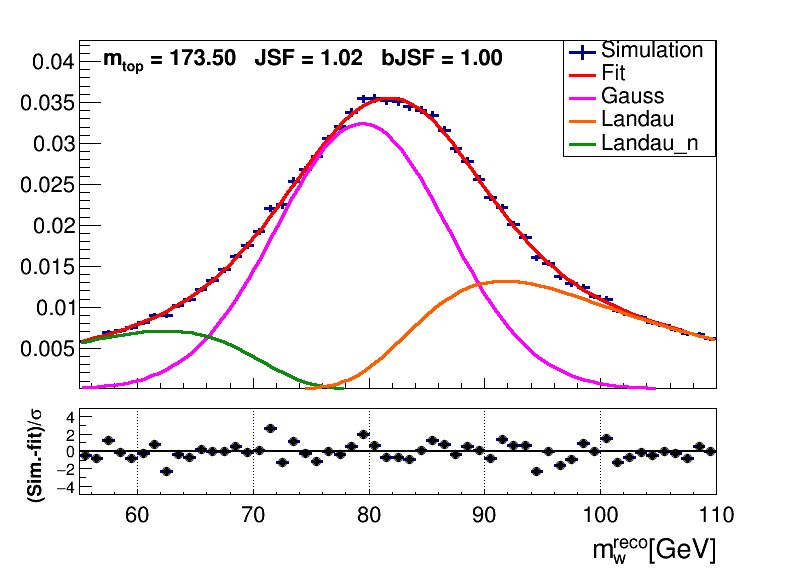 m_top = 173.50 JSF = 1.02 bJSF = 1.00
Simulation
Fit
Gauss
Landau
Landau_n
0.04
0.035
0.03
0.025
0.02
0.015
0.01
0.005
(Sim.-fit)/σ
4
2
0
−2
−4
60 70 80 90 100 110
m_w^reco[GeV]